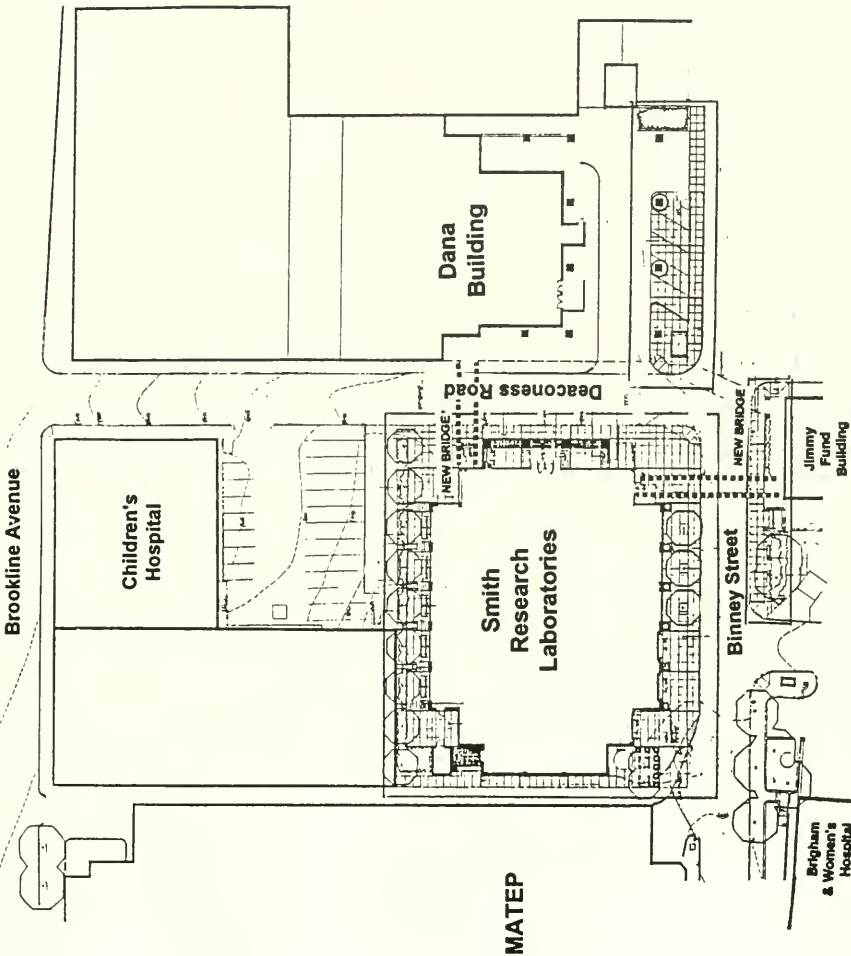 Brookline Avenue
Children's
Hospital
Dana
Building
Deaconess Road
NEW BRIDGE
Smith
Research
Laboratories
NEW BRIDGE
Binney Street
Jimmy
Fund
Building
MATEP
Brigham
& Women's
Hospital